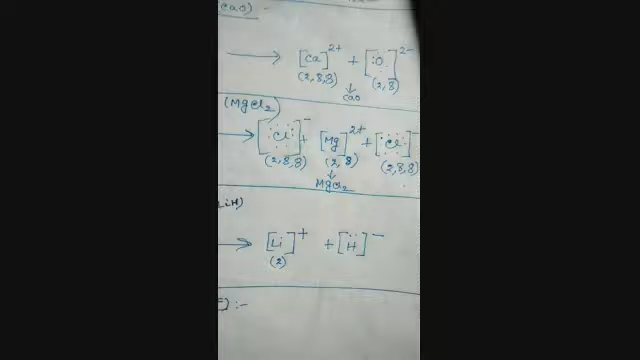 (CaO)
→ [Ca]²⁺ + [:Ö:]²⁻
(2,8,8) (2,8)
↓
CaO
(MgCl₂)
→ [Cl]⁻ + [Mg]²⁺ + [Cl]⁻
(2,8,8) (2,8) (2,8,8)
↓
MgCl₂
LiH)
→ [Li]⁺ + [Ḧ]⁻
(2)
] :-